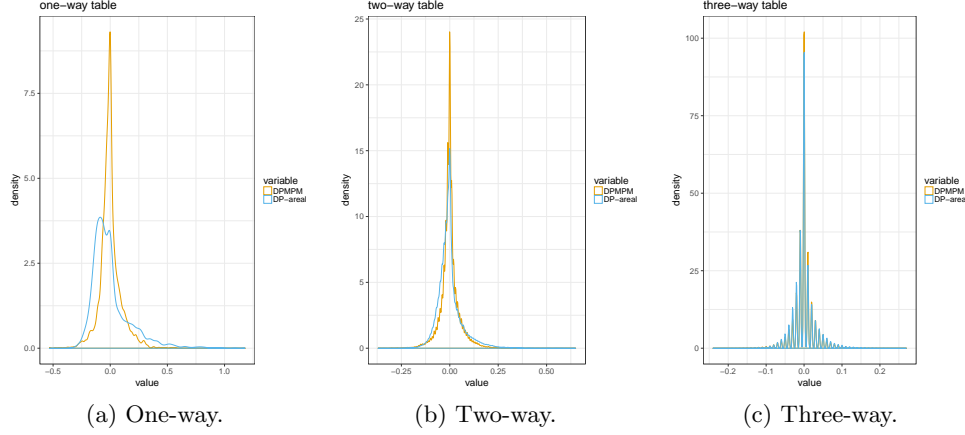 one-way table
density
7.5
5.0
2.5
0.0
−0.5 0.0 0.5 1.0
value
variable
DPMPM
DP−areal
(a) One-way.
two-way table
density
25
20
15
10
5
0
−0.25 0.00 0.25 0.50
value
variable
DPMPM
DP−areal
(b) Two-way.
three-way table
density
100
75
50
25
0
−0.2 −0.1 0.0 0.1 0.2
value
variable
DPMPM
DP−areal
(c) Three-way.